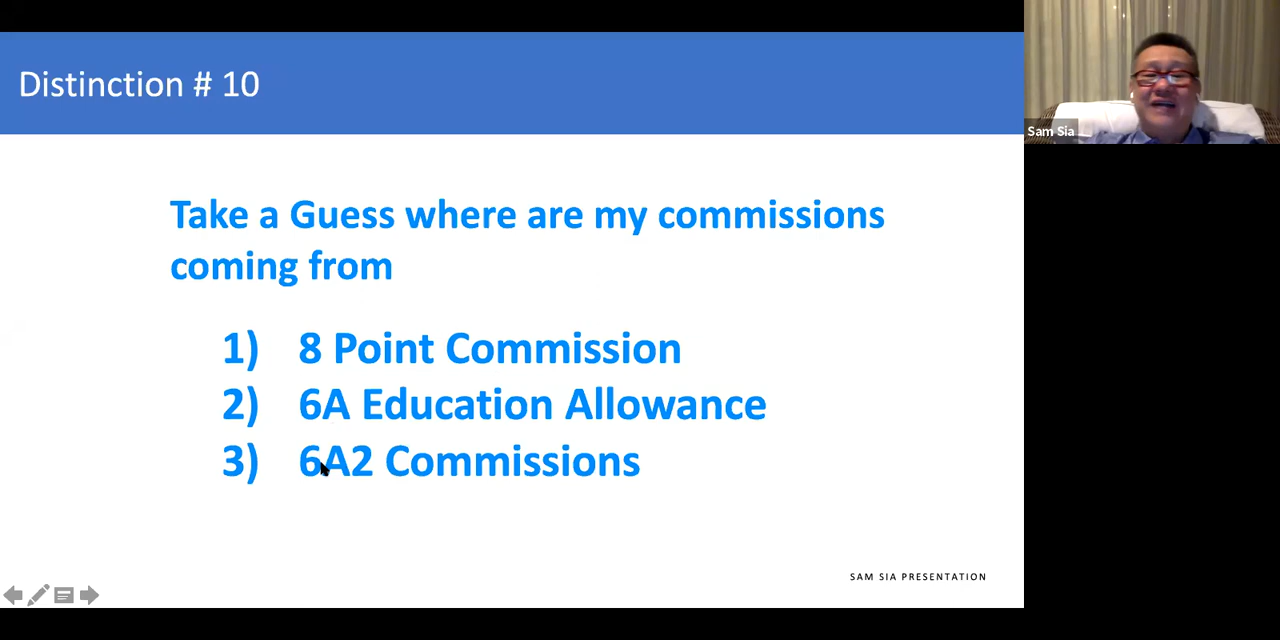 Distinction # 10
Sam Sia
Take a Guess where are my commissions
coming from
1) 8 Point Commission
2) 6A Education Allowance
3) 6A2 Commissions
SAM SIA PRESENTATION